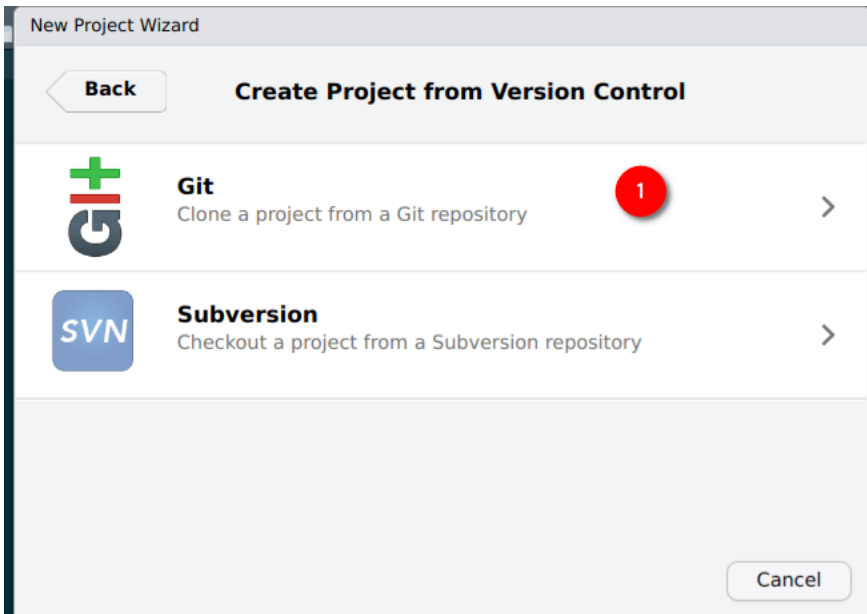 New Project Wizard
Back
Create Project from Version Control
GIt
Git
Clone a project from a Git repository
1
SVN
Subversion
Checkout a project from a Subversion repository
Cancel